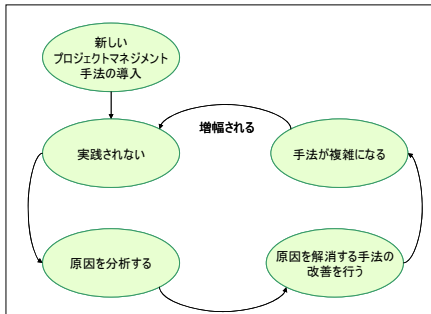 新しい
プロジェクトマネジメント
手法の導入
増幅される
実践されない
手法が複雑になる
原因を分析する
原因を解消する手法の
改善を行う